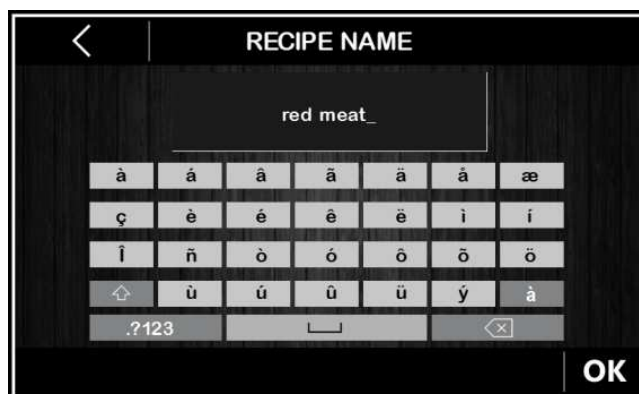 RECIPE NAME
red meat_
à á â ã ä å æ
ç è é ê ë ì í
Î ñ ò ó ô õ ö
ù ú û ü ý à
.?123
OK